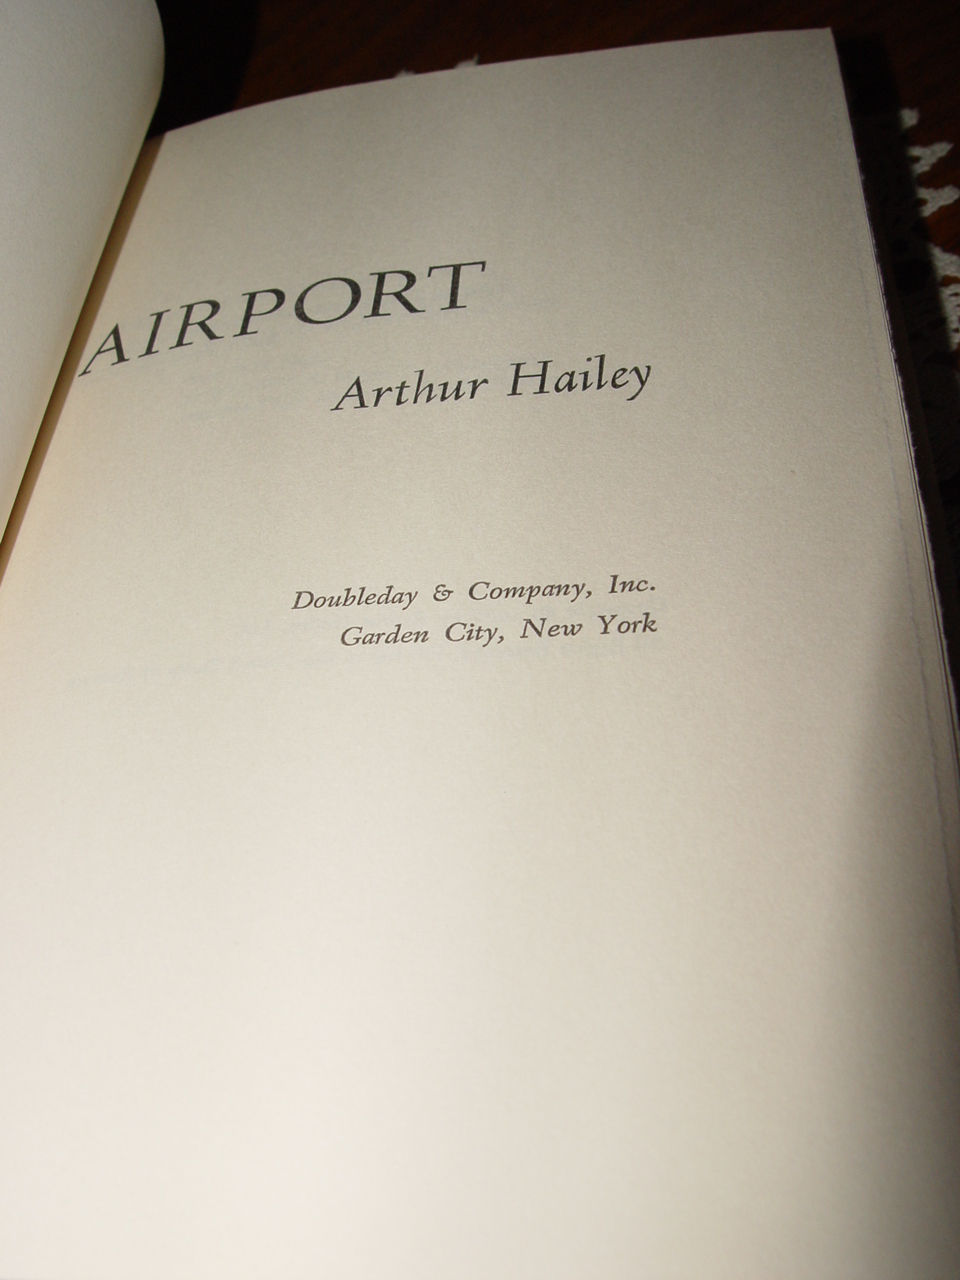 AIRPORT
Arthur Hailey
Doubleday & Company, Inc.
Garden City, New York